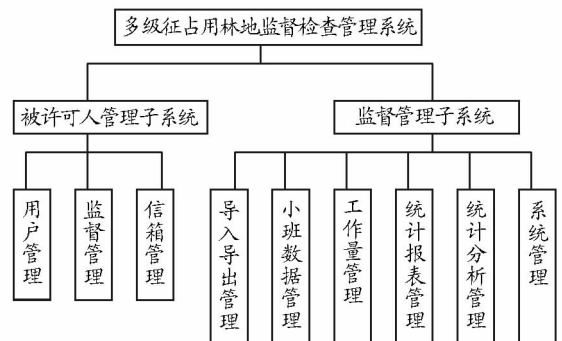 多级征占用林地监督检查管理系统
被许可人管理子系统
监督管理子系统
用户管理
监督管理
信箱管理
导入导出管理
小班数据管理
工作量管理
统计报表管理
统计分析管理
系统管理